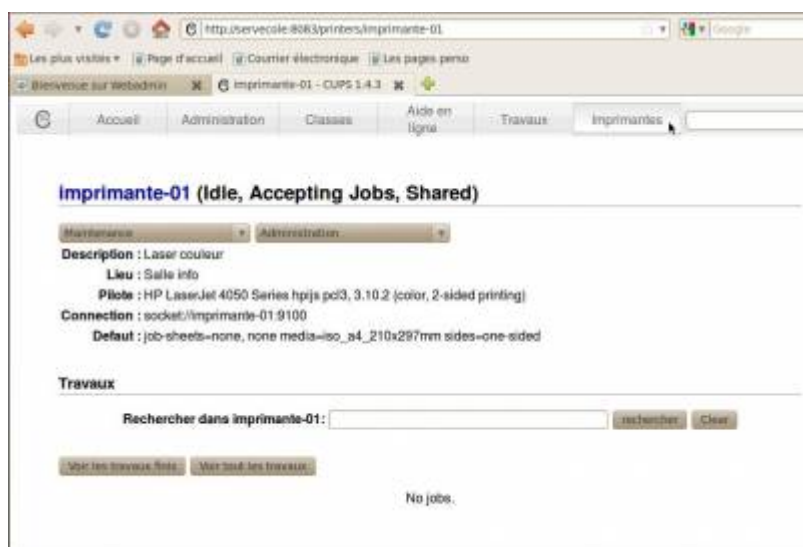 http://servecole:8083/printers/imprimante-01
Google
Les plus visités
Page d'accueil
Courrier électronique
Les pages perso
Bienvenue sur Webadmin
imprimante-01 - CUPS 1.4.3
Accueil
Administration
Classes
Aide en
ligne
Travaux
Imprimantes
imprimante-01 (Idle, Accepting Jobs, Shared)
Maintenance
Administration
Description : Laser couleur
Lieu : Salle info
Pilote : HP LaserJet 4050 Series hpijs pcl3, 3.10.2 (color, 2-sided printing)
Connection : socket://imprimante-01:9100
Defaut : job-sheets=none, none media=iso_a4_210x297mm sides=one-sided
Travaux
Rechercher dans imprimante-01:
rechercher
Clear
Voir les travaux finis
Voir tout les travaux
No jobs.